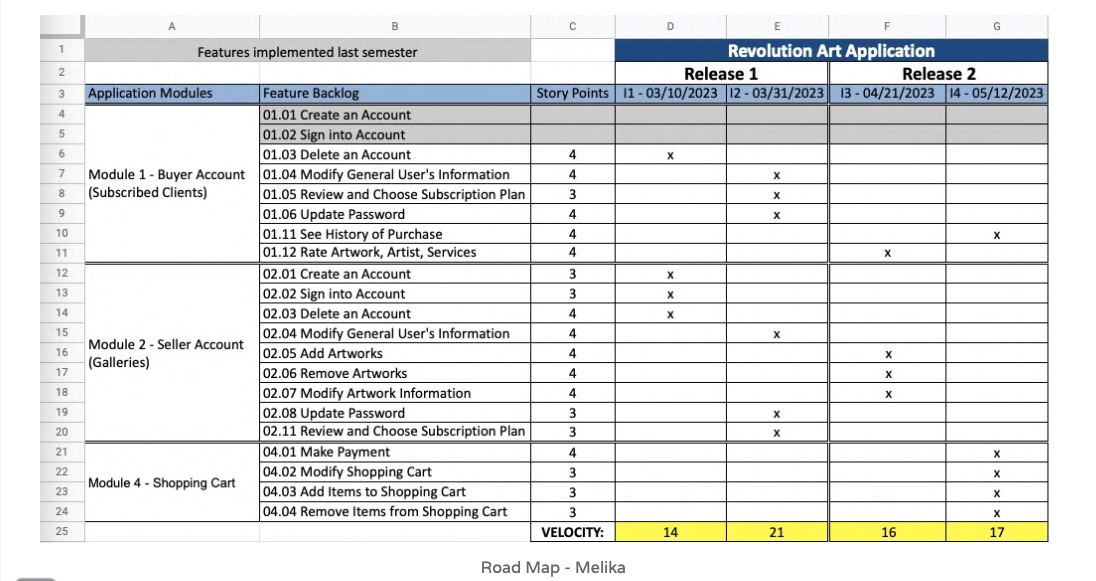 A B C D E F G
1 Features implemented last semester Revolution Art Application
2 Release 1 Release 2
3 Application Modules Feature Backlog Story Points I1 - 03/10/2023 I2 - 03/31/2023 I3 - 04/21/2023 I4 - 05/12/2023
4 01.01 Create an Account
5 01.02 Sign into Account
6 01.03 Delete an Account 4 x
7 Module 1 - Buyer Account 01.04 Modify General User's Information 4 x
8 (Subscribed Clients) 01.05 Review and Choose Subscription Plan 3 x
9 01.06 Update Password 4 x
10 01.11 See History of Purchase 4 x
11 01.12 Rate Artwork, Artist, Services 4 x
12 02.01 Create an Account 3 x
13 02.02 Sign into Account 3 x
14 02.03 Delete an Account 4 x
15 02.04 Modify General User's Information 4 x
Module 2 - Seller Account
16 02.05 Add Artworks 4 x
(Galleries)
17 02.06 Remove Artworks 4 x
18 02.07 Modify Artwork Information 4 x
19 02.08 Update Password 3 x
20 02.11 Review and Choose Subscription Plan 3 x
21 04.01 Make Payment 4 x
22 04.02 Modify Shopping Cart 3 x
Module 4 - Shopping Cart
23 04.03 Add Items to Shopping Cart 3 x
24 04.04 Remove Items from Shopping Cart 3 x
25 VELOCITY: 14 21 16 17
Road Map - Melika